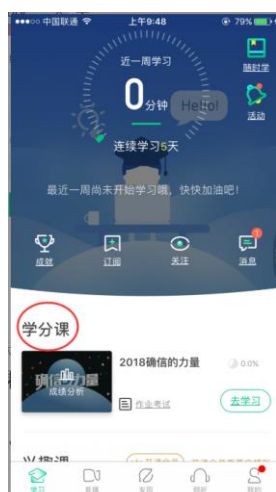 中国联通 上午9:48 79%
近一周学习
随时学
0分钟 Hello!
活动
连续学习5天
最近一周尚未开始学习哦，快快加油吧!
1
成就 订阅 关注 消息
学分课
2018确信的力量 0.0%
确信的力量
成绩分析
作业考试 去学习
兴趣课
学习 直播 发现 倾听 我的